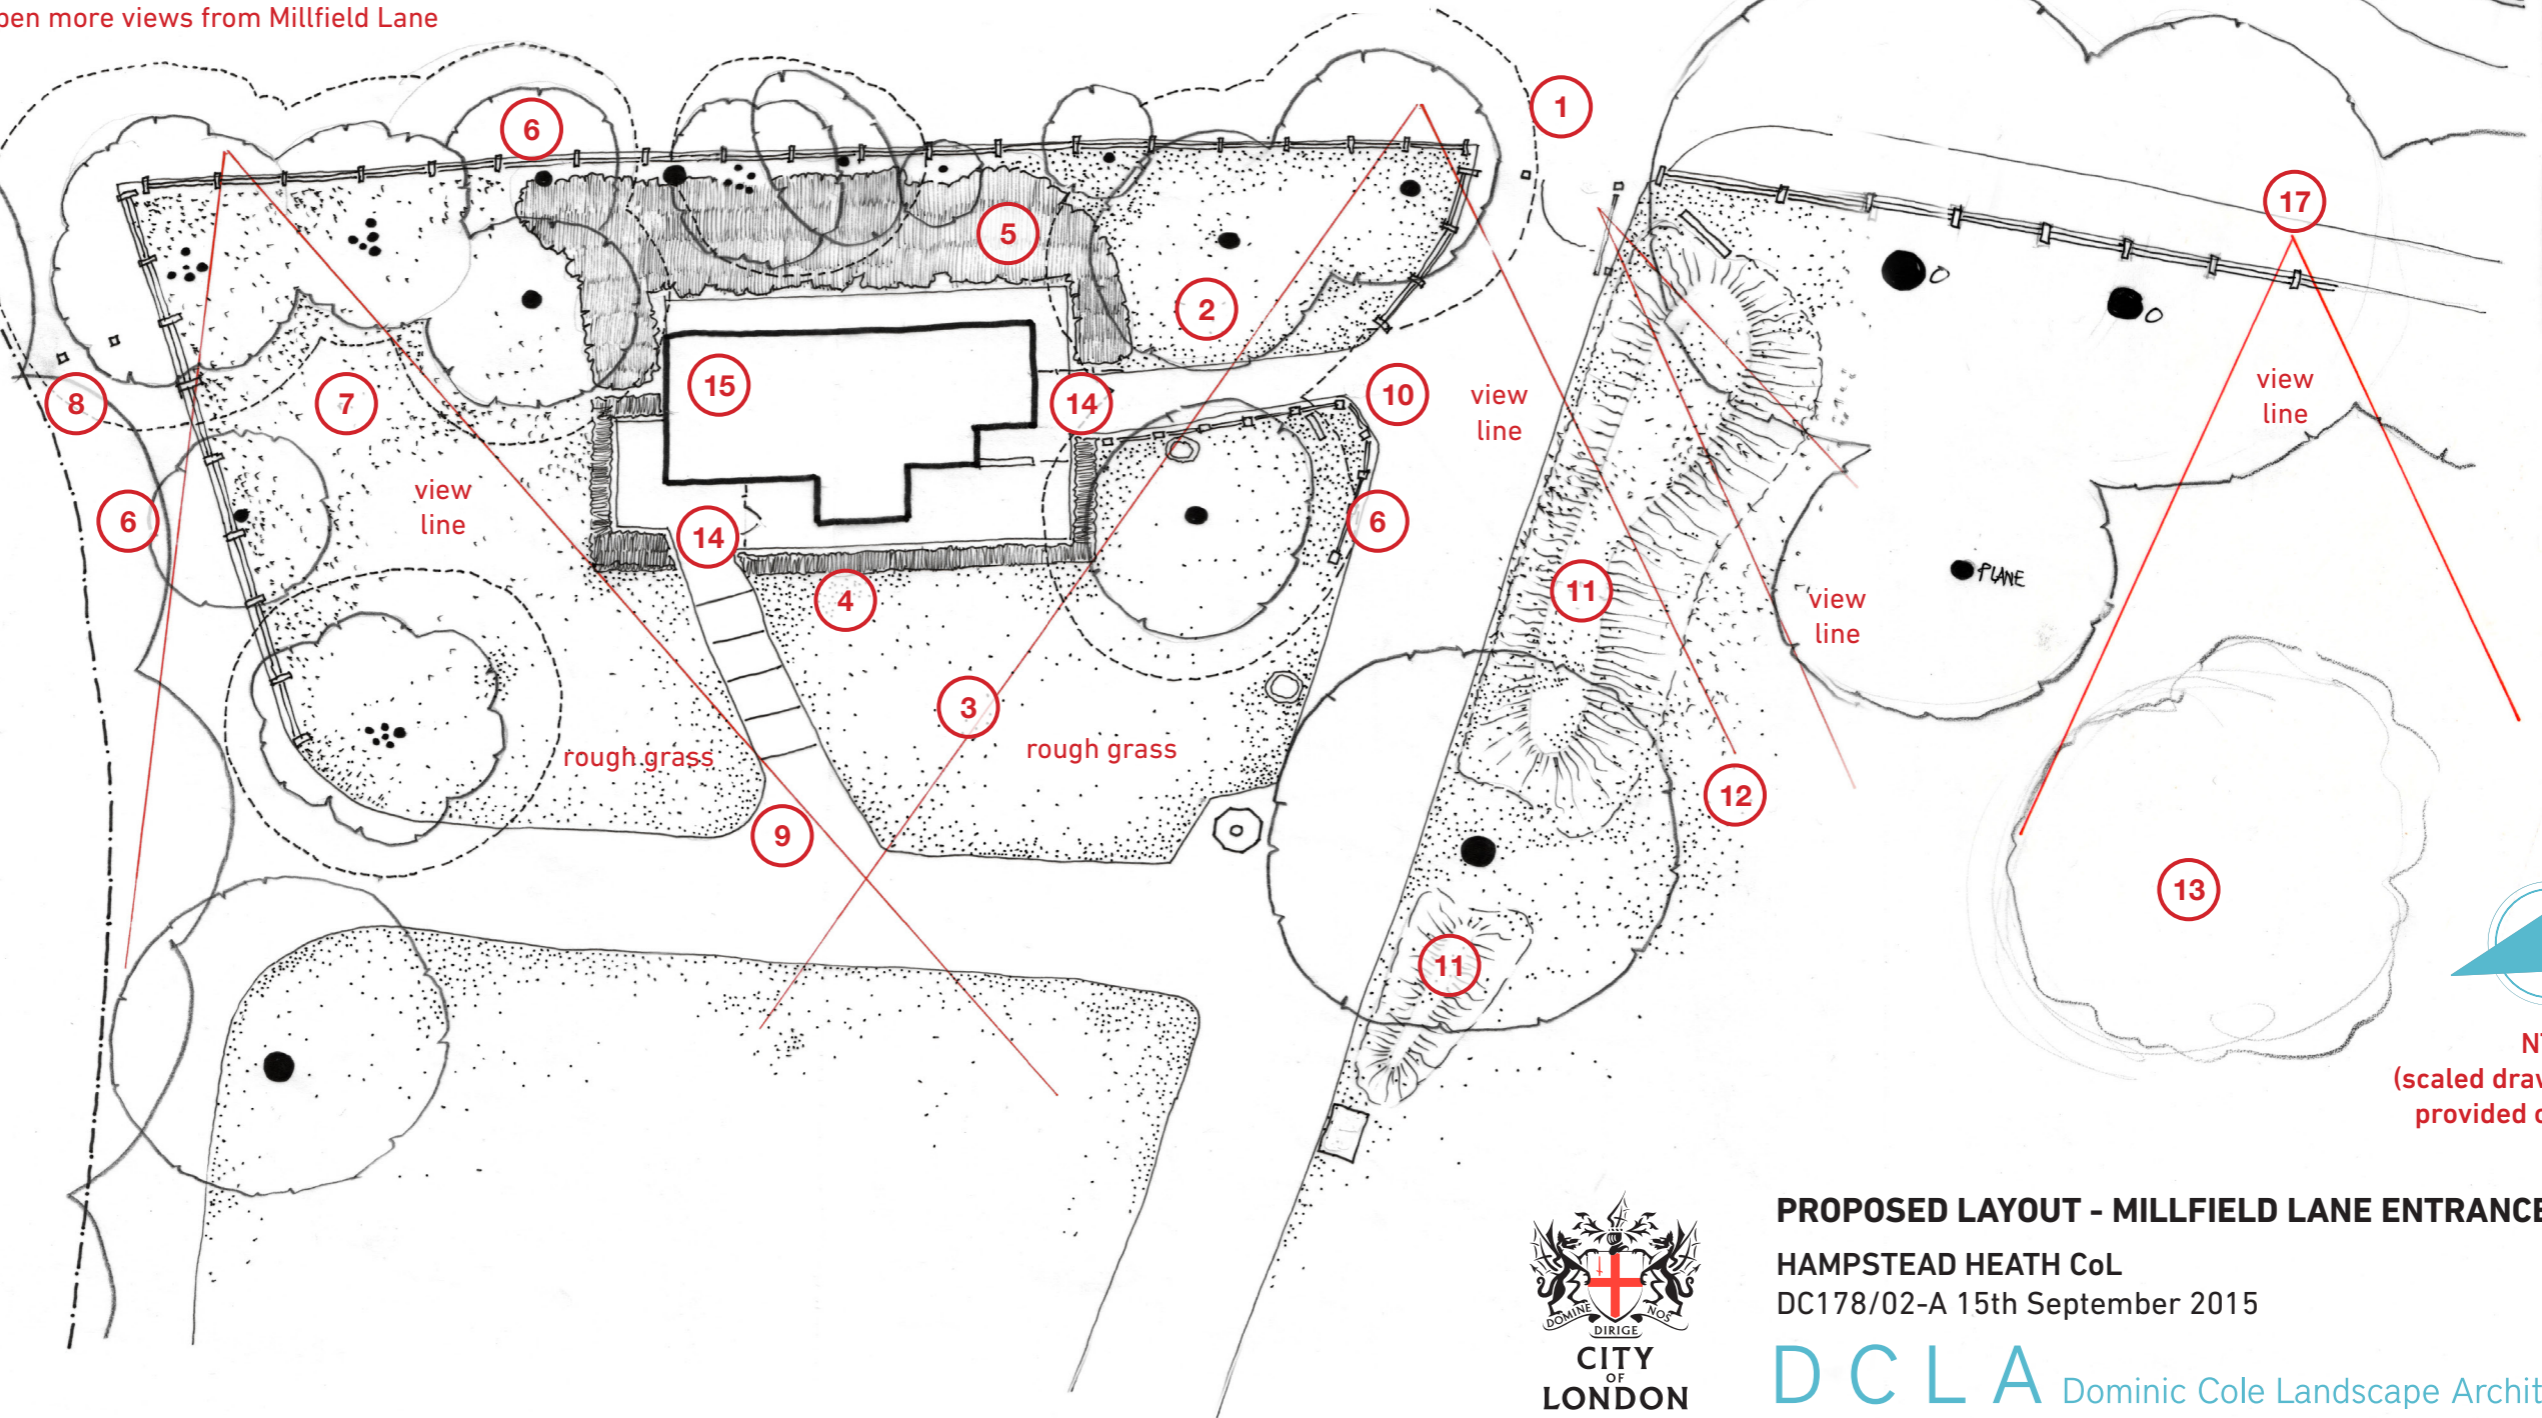 pen more views from Millfield Lane
1
6
17
5
2
view
line
15
8
7
14
10
view
line
view
line
6
6
14
PLANE
4
11
view
line
3
rough grass
rough grass
12
9
13
11
(scaled
provided
DOMINE
DIRIGE
NOS
CITY
OF
LONDON
PROPOSED LAYOUT - MILLFIELD LANE ENTRANCE
HAMPSTEAD HEATH CoL
DC178/02-A 15th September 2015
DCLA Dominic Cole Landscape